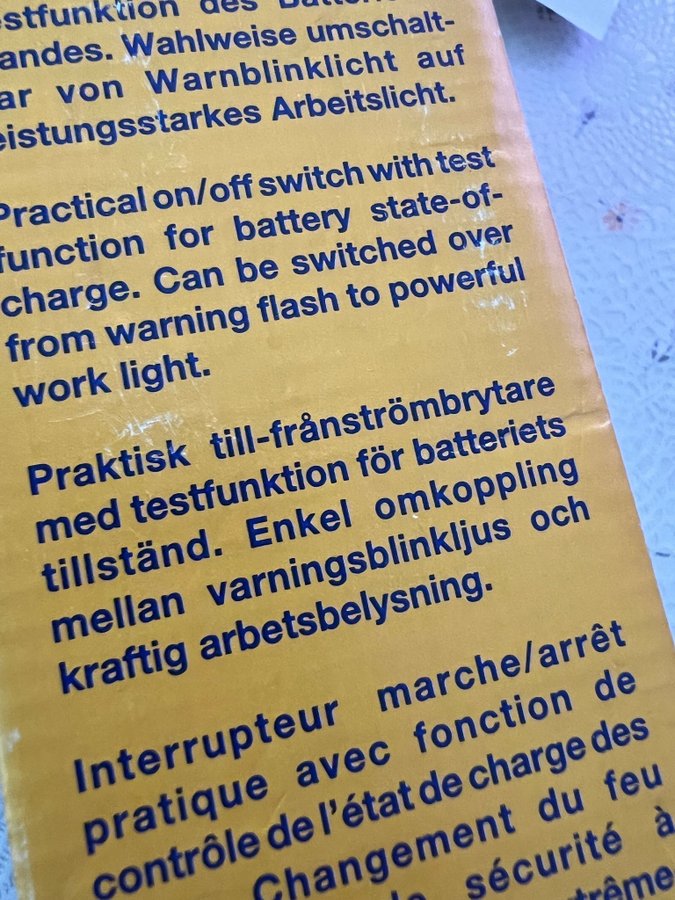 estfunktion des
andes. Wahlweise umschalt-
ar von Warnblinklicht auf
eistungsstarkes Arbeitslicht.
Practical on/off switch with test
function for battery state-of-
charge. Can be switched over
from warning flash to powerful
work light.
Praktisk till-frånströmbrytare
med testfunktion för batteriets
tillständ. Enkel omkoppling
mellan varningsblinkljus och
kraftig arbetsbelysning.
Interrupteur marche/arrêt
pratique avec fonction de
contrôle de l'état de charge des
Changement du feu
sécurité à